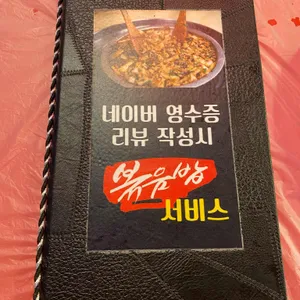 네이버 영수증
리뷰 작성시
볶음밥
서비스